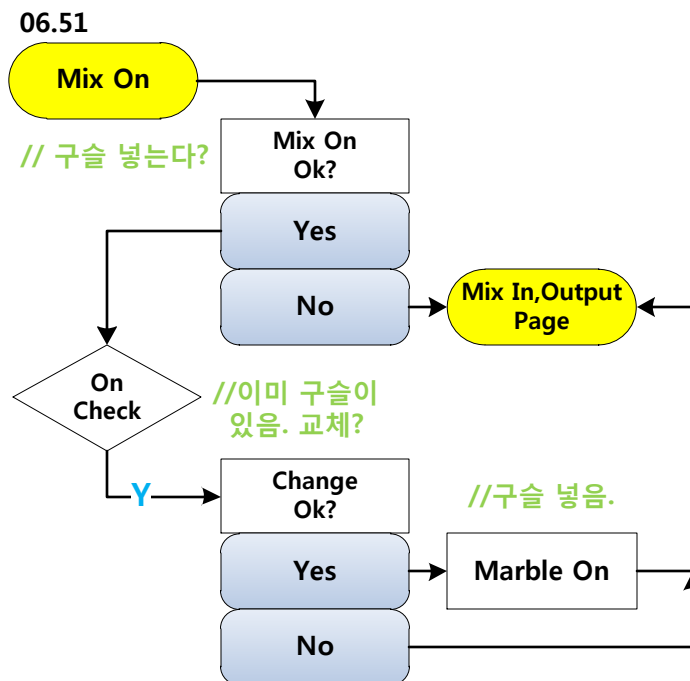 06.51
Mix On
// 구슬 넣는다?
Mix On
Ok?
Yes
No
Mix In,Output
Page
On
Check
//이미 구슬이
있음. 교체?
Y
Change
Ok?
//구슬 넣음.
Yes
Marble On
No